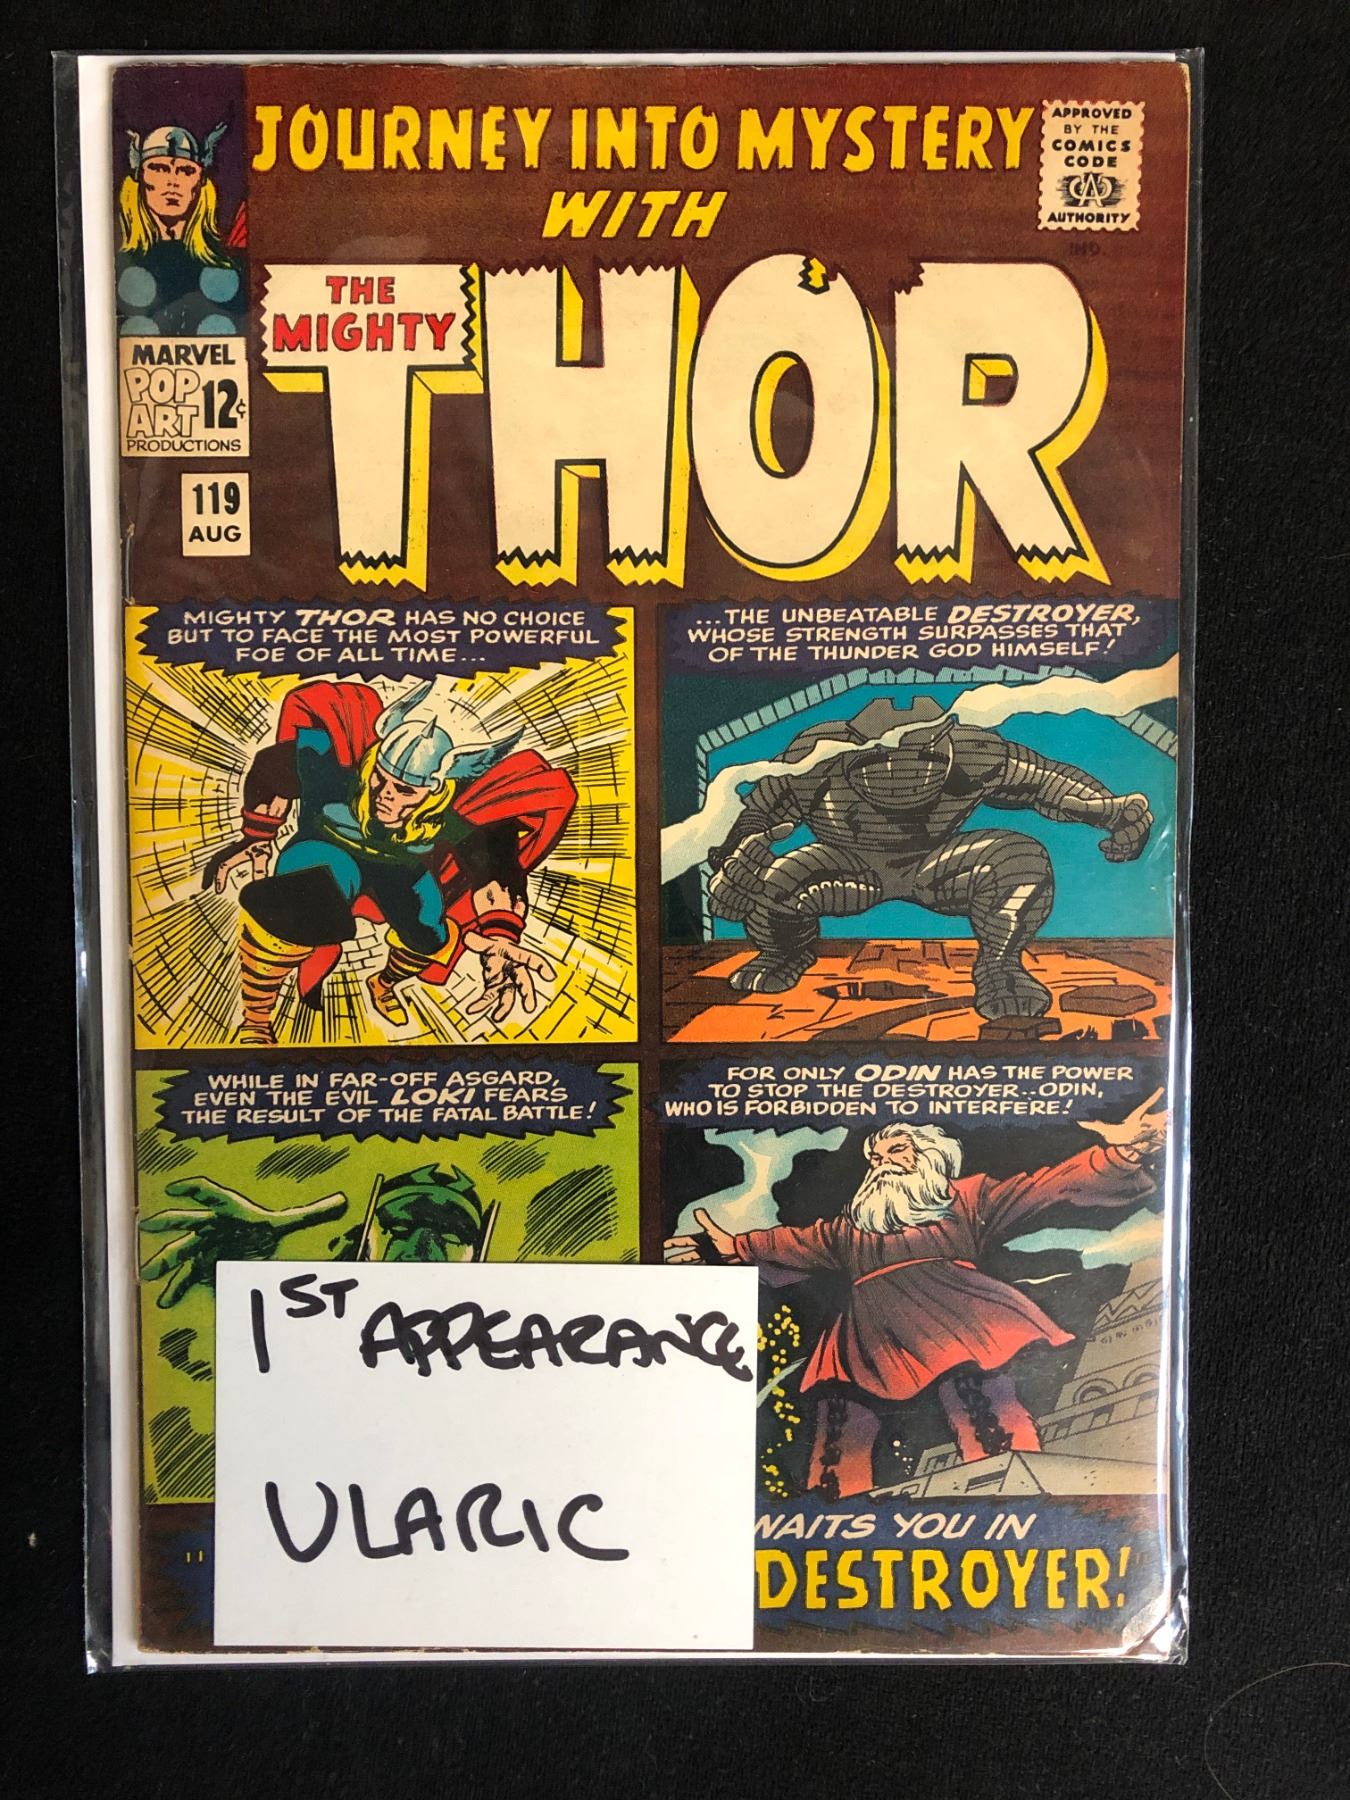 JOURNEY INTO MYSTERY
WITH
THE
MIGHTY
THOR
APPROVED
BY THE
COMICS
CODE
AUTHORITY
IND.
MARVEL
POP
ART
12¢
PRODUCTIONS
119
AUG
MIGHTY THOR HAS NO CHOICE
BUT TO FACE THE MOST POWERFUL
FOE OF ALL TIME...
...THE UNBEATABLE DESTROYER,
WHOSE STRENGTH SURPASSES THAT
OF THE THUNDER GOD HIMSELF!
WHILE IN FAR-OFF ASGARD,
EVEN THE EVIL LOKI FEARS
THE RESULT OF THE FATAL BATTLE!
FOR ONLY ODIN HAS THE POWER
TO STOP THE DESTROYER..ODIN,
WHO IS FORBIDDEN TO INTERFERE!
1ST APPEARANCE
ULARIC
WAITS YOU IN
" DESTROYER!"